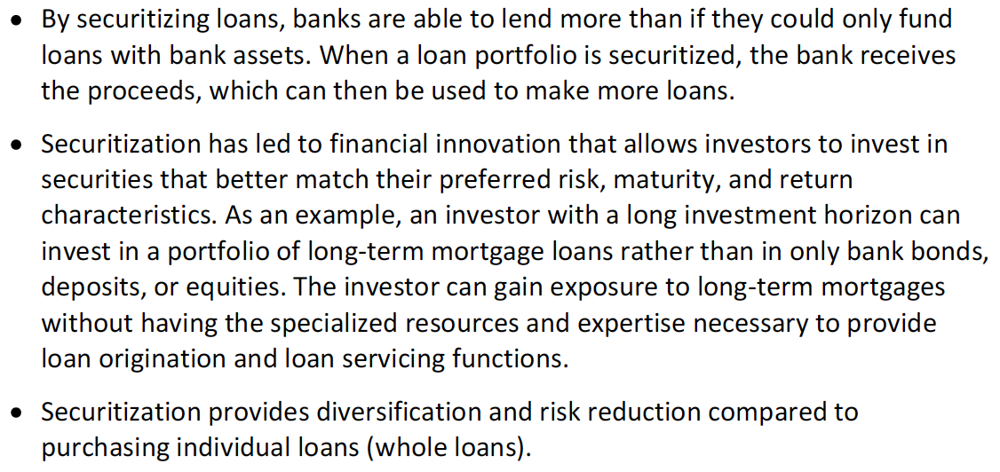 • By securitizing loans, banks are able to lend more than if they could only fund
loans with bank assets. When a loan portfolio is securitized, the bank receives
the proceeds, which can then be used to make more loans.
• Securitization has led to financial innovation that allows investors to invest in
securities that better match their preferred risk, maturity, and return
characteristics. As an example, an investor with a long investment horizon can
invest in a portfolio of long-term mortgage loans rather than in only bank bonds,
deposits, or equities. The investor can gain exposure to long-term mortgages
without having the specialized resources and expertise necessary to provide
loan origination and loan servicing functions.
• Securitization provides diversification and risk reduction compared to
purchasing individual loans (whole loans).